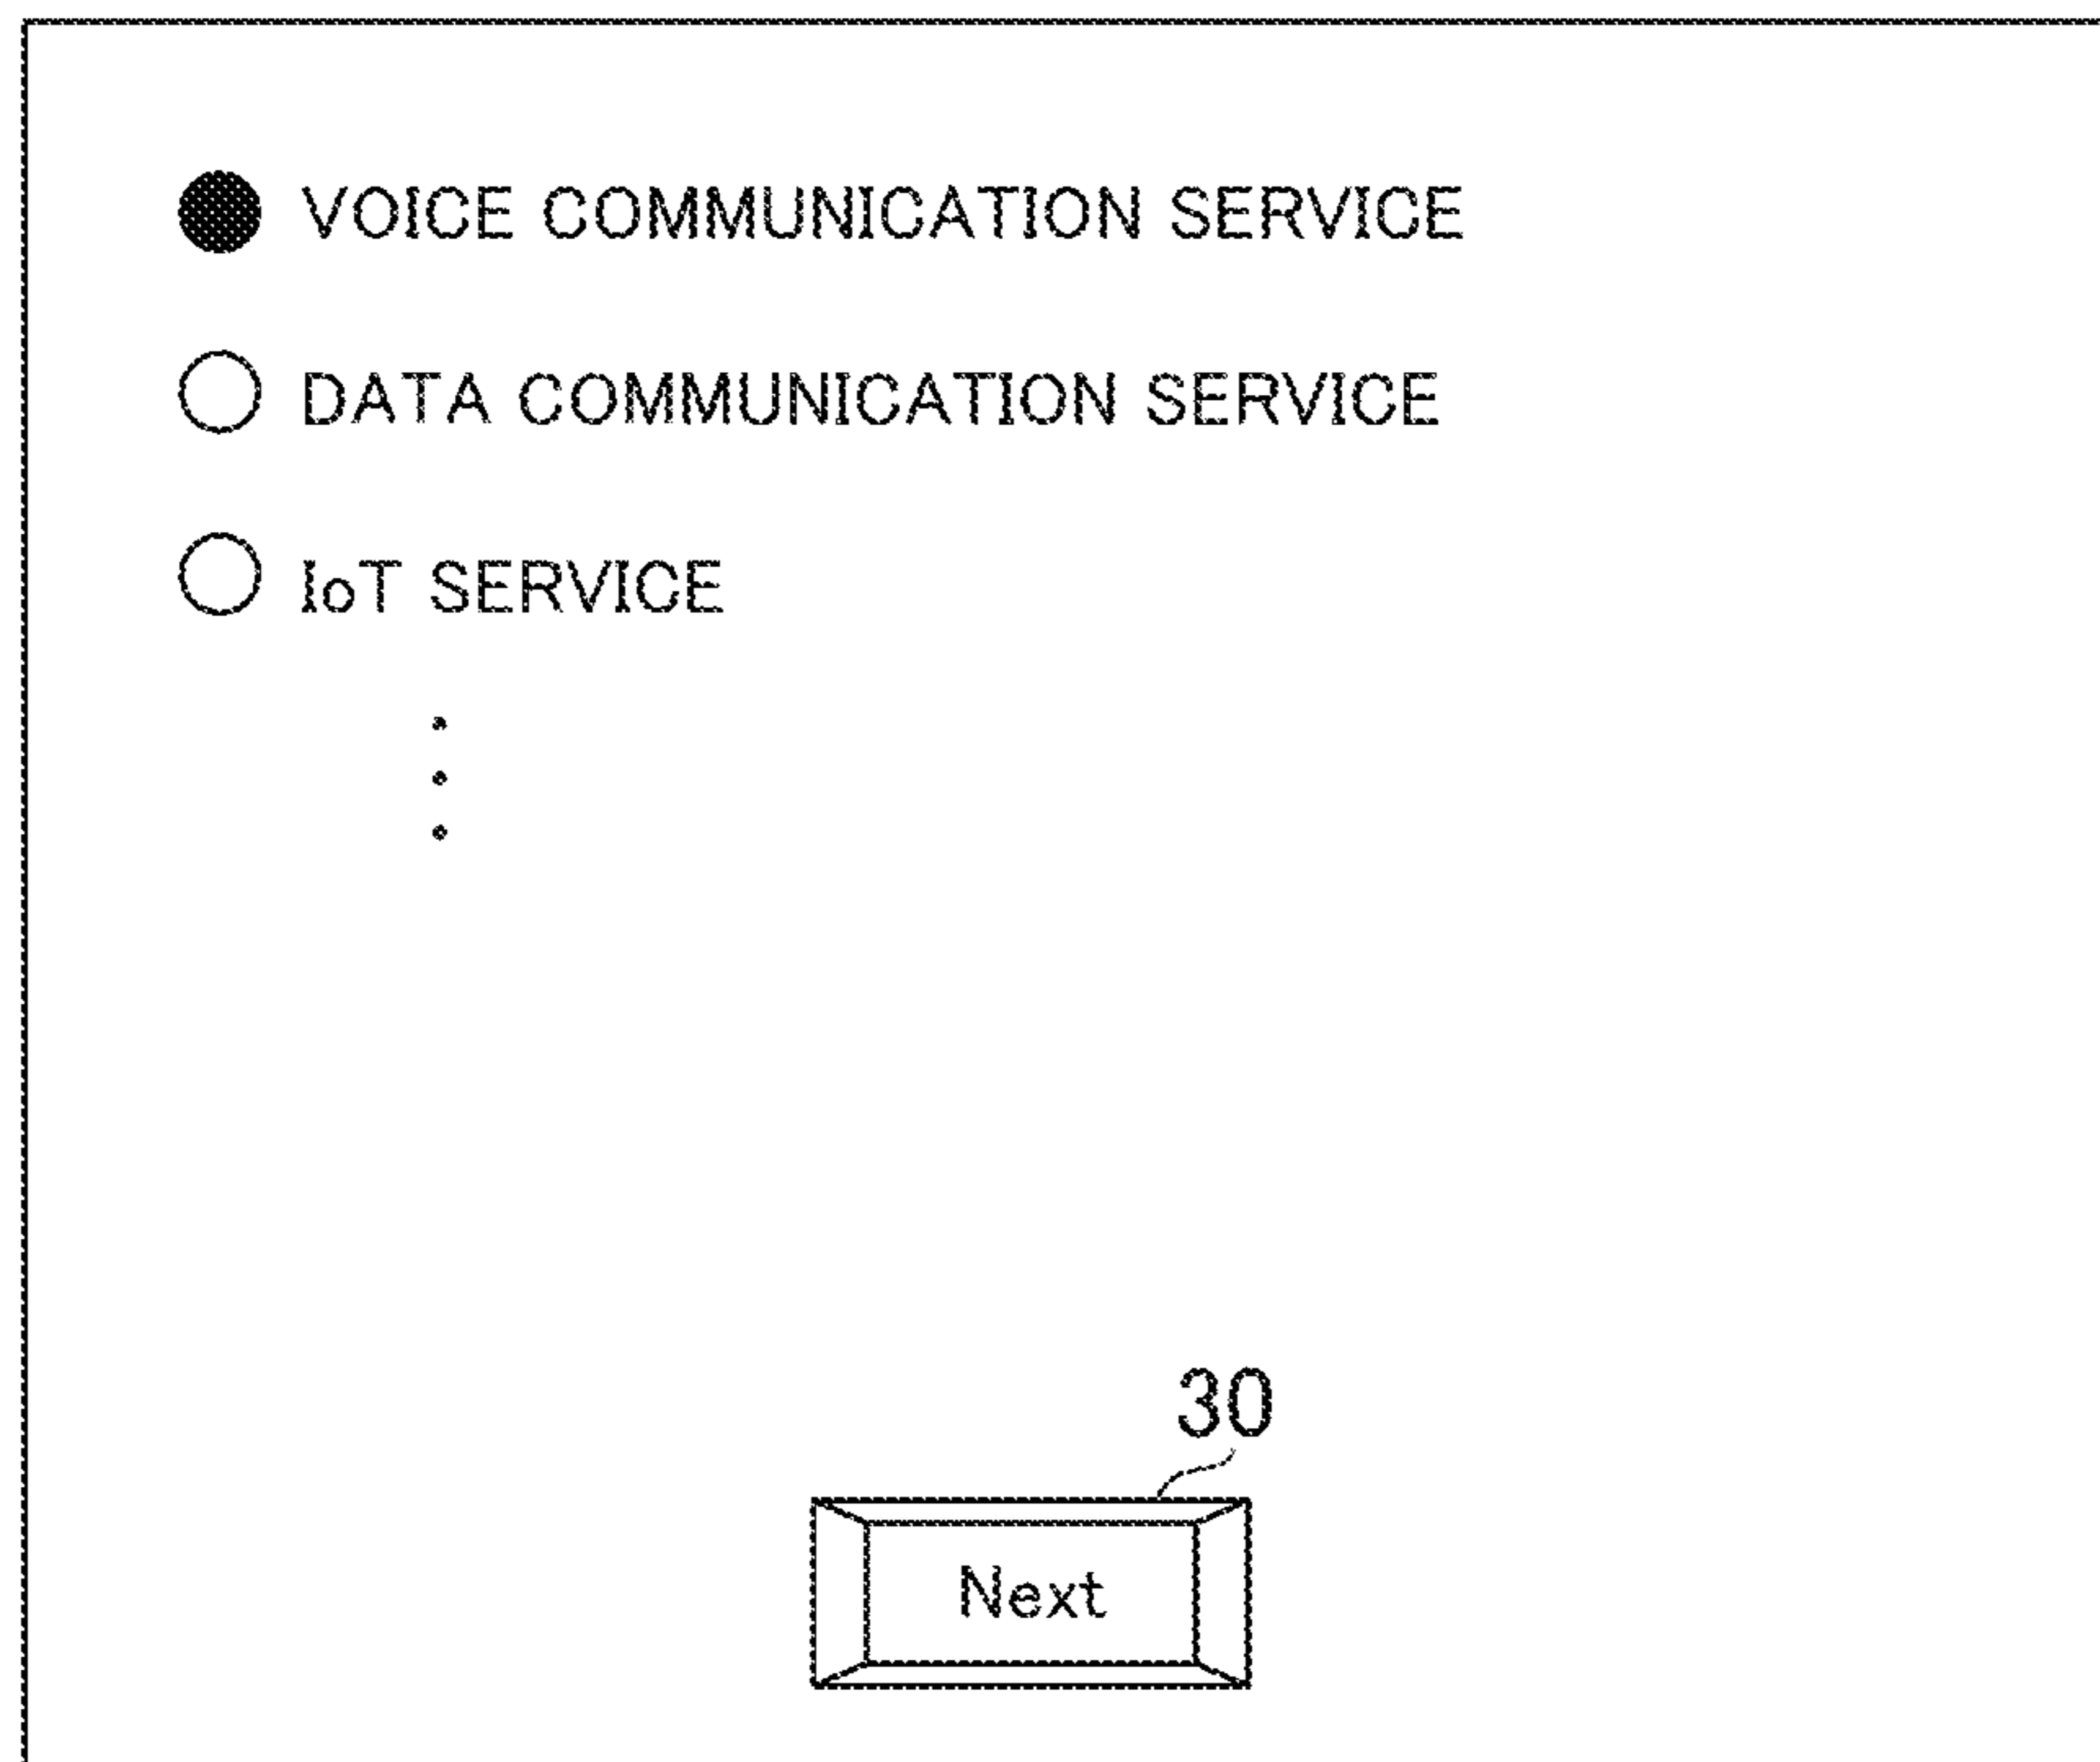 VOICE COMMUNICATION SERVICE
DATA COMMUNICATION SERVICE
IoT SERVICE
30
Next